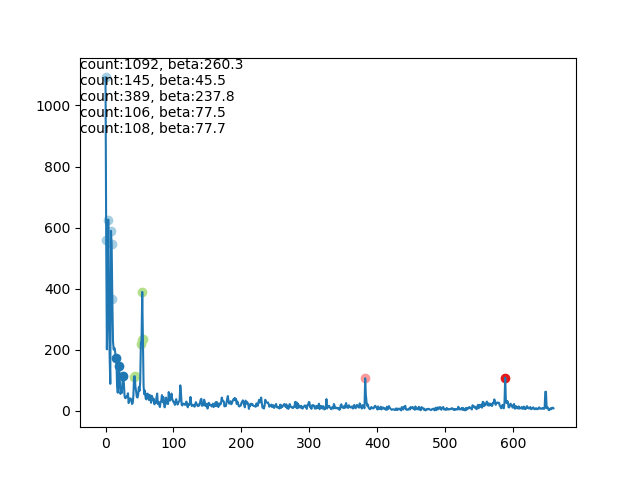 count:1092, beta:260.3
count:145, beta:45.5
count:389, beta:237.8
count:106, beta:77.5
count:108, beta:77.7
1000
800
600
400
200
0
0 100 200 300 400 500 600